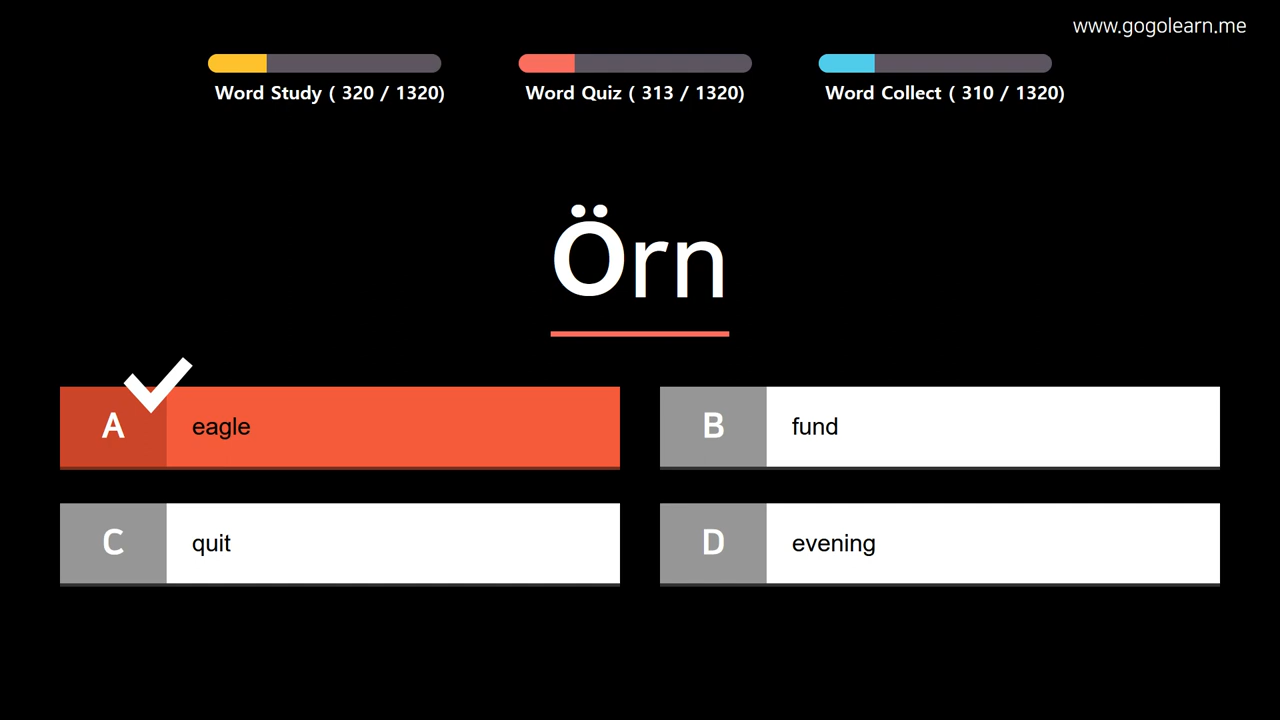 www.gogolearn.me
Word Study ( 320 / 1320)
Word Quiz ( 313 / 1320)
Word Collect ( 310 / 1320)
Örn
A eagle
B fund
C quit
D evening